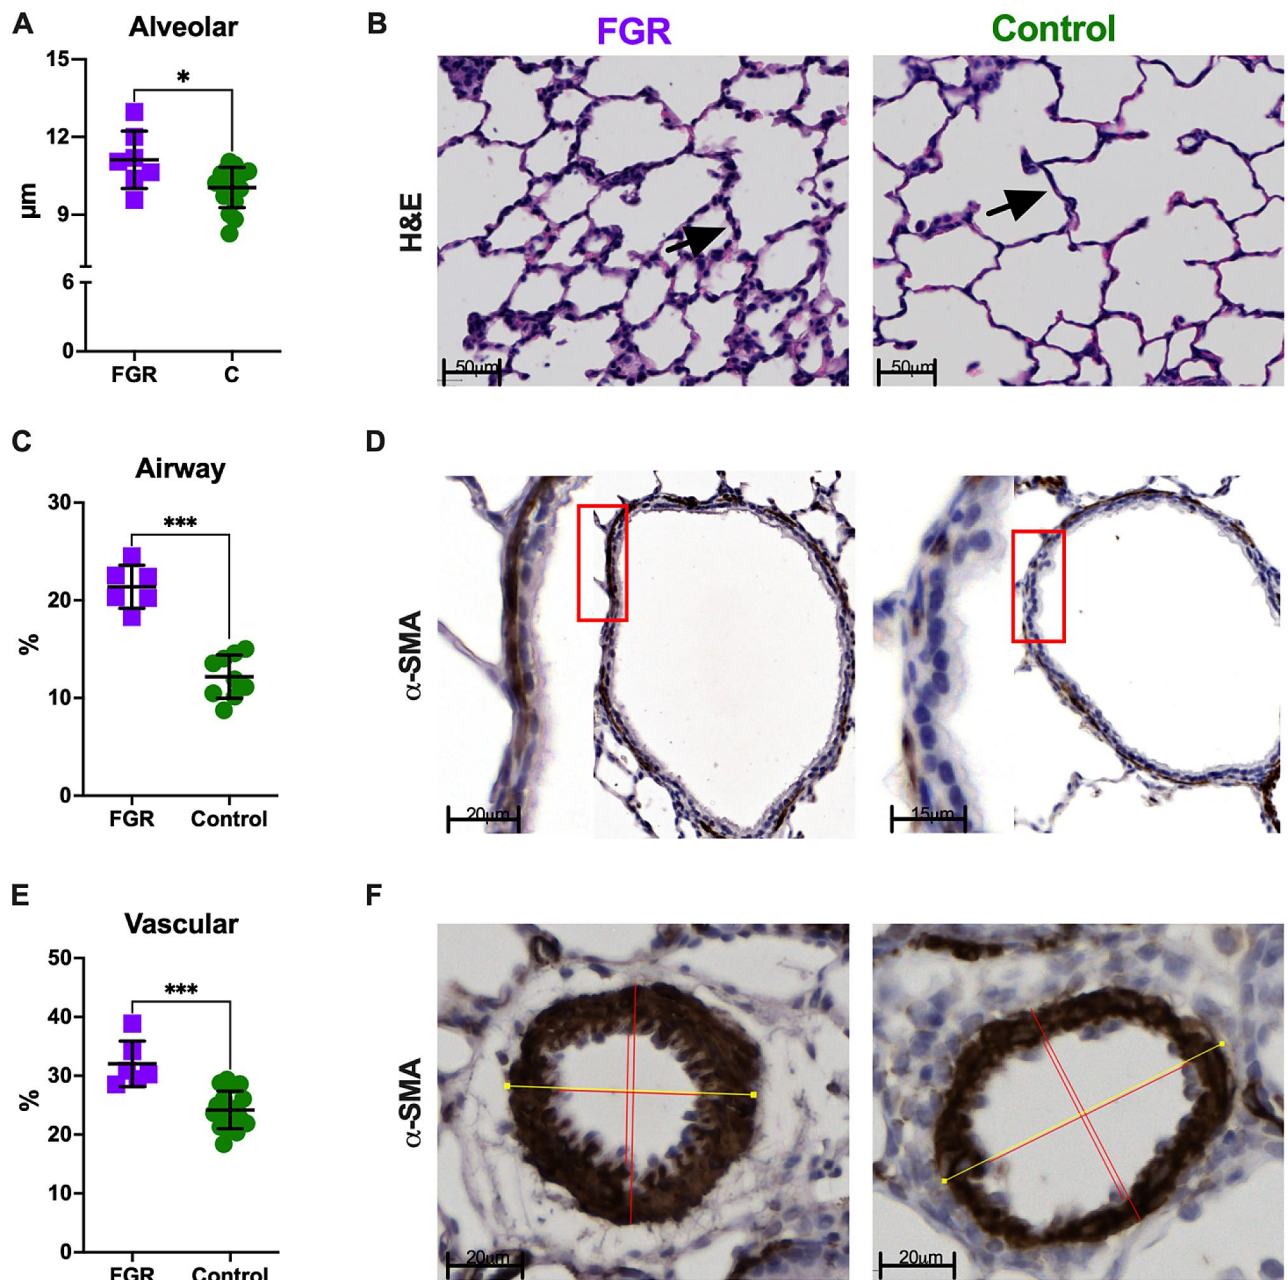 A
Alveolar
*
15
12
9
6
0
µm
FGR
C
B
FGR
Control
H&E
50µm
50µm
C
Airway
***
30
20
10
0
%
FGR
Control
D
α-SMA
20µm
15µm
E
Vascular
***
50
40
30
20
10
0
%
FGR
Control
F
α-SMA
20µm
20µm